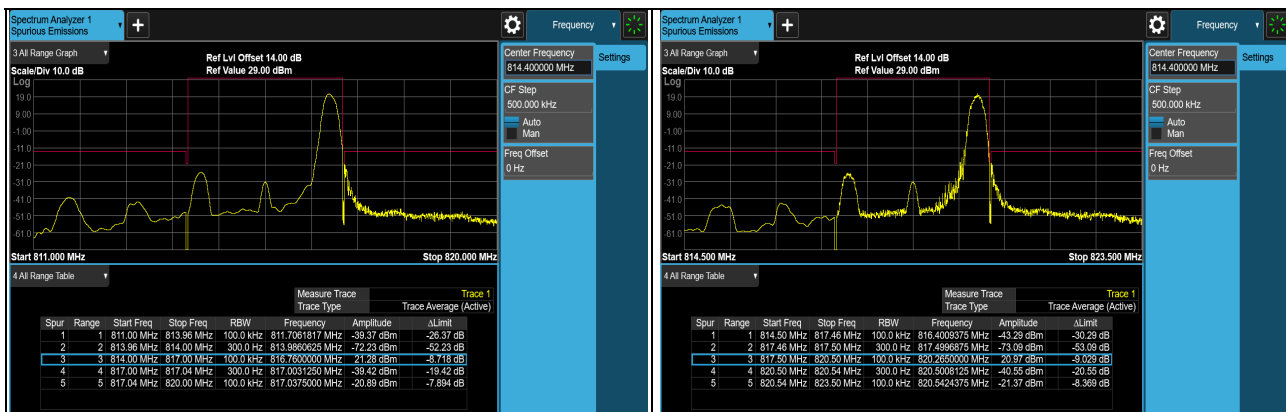 Spectrum Analyzer 1
Spurious Emissions
+
Frequency
3 All Range Graph
Ref Lvl Offset 14.00 dB
Scale/Div 10.0 dB
Ref Value 29.00 dBm
Log
19.0
9.00
-1.00
-11.0
-21.0
-31.0
-41.0
-51.0
-61.0
Start 811.000 MHz
Stop 820.000 MHz
Center Frequency
814.400000 MHz
Settings
CF Step
500.000 kHz
Auto
Man
Freq Offset
0 Hz
4 All Range Table
Measure Trace Trace 1
Trace Type Trace Average (Active)
Spur Range Start Freq Stop Freq RBW Frequency Amplitude ΔLimit
1 1 811.00 MHz 813.96 MHz 100.0 kHz 811.7061817 MHz -39.37 dBm -26.37 dB
2 2 813.96 MHz 814.00 MHz 300.0 Hz 813.9860625 MHz -72.23 dBm -52.23 dB
3 3 814.00 MHz 817.00 MHz 100.0 kHz 816.7600000 MHz 21.28 dBm -8.718 dB
4 4 817.00 MHz 817.04 MHz 300.0 Hz 817.0031250 MHz -39.42 dBm -19.42 dB
5 5 817.04 MHz 820.00 MHz 100.0 kHz 817.0375000 MHz -20.89 dBm -7.894 dB
Spectrum Analyzer 1
Spurious Emissions
+
Frequency
3 All Range Graph
Ref Lvl Offset 14.00 dB
Scale/Div 10.0 dB
Ref Value 29.00 dBm
Log
19.0
9.00
-1.00
-11.0
-21.0
-31.0
-41.0
-51.0
-61.0
Start 814.500 MHz
Stop 823.500 MHz
Center Frequency
814.400000 MHz
Settings
CF Step
500.000 kHz
Auto
Man
Freq Offset
0 Hz
4 All Range Table
Measure Trace Trace 1
Trace Type Trace Average (Active)
Spur Range Start Freq Stop Freq RBW Frequency Amplitude ΔLimit
1 1 814.50 MHz 817.46 MHz 100.0 kHz 816.4009375 MHz -43.29 dBm -30.29 dB
2 2 817.46 MHz 817.50 MHz 300.0 Hz 817.4996875 MHz -73.09 dBm -53.09 dB
3 3 817.50 MHz 820.50 MHz 100.0 kHz 820.2650000 MHz 20.97 dBm -9.029 dB
4 4 820.50 MHz 820.54 MHz 300.0 Hz 820.5008125 MHz -40.55 dBm -20.55 dB
5 5 820.54 MHz 823.50 MHz 100.0 kHz 820.5424375 MHz -21.37 dBm -8.369 dB